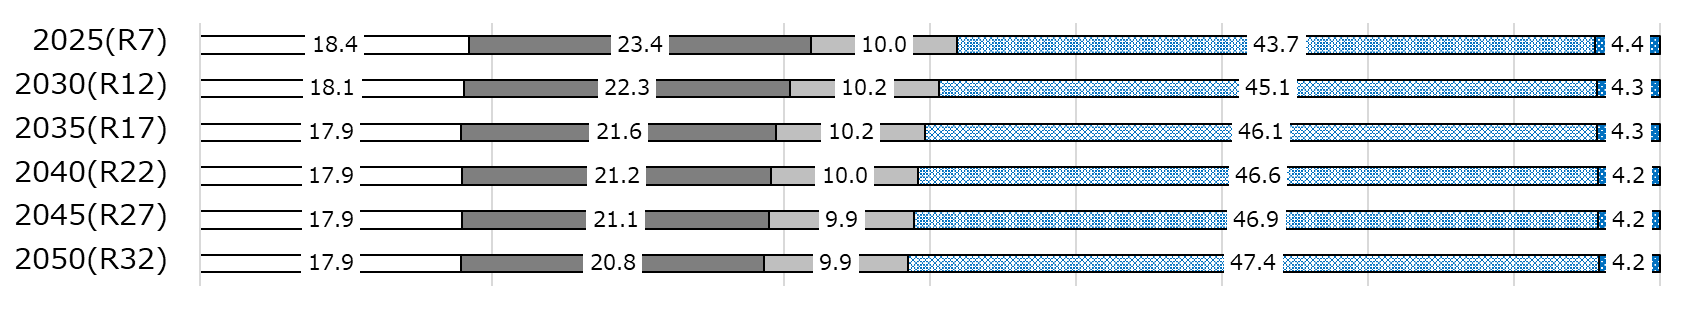 2025(R7) 18.4 23.4 10.0 43.7 4.4
2030(R12) 18.1 22.3 10.2 45.1 4.3
2035(R17) 17.9 21.6 10.2 46.1 4.3
2040(R22) 17.9 21.2 10.0 46.6 4.2
2045(R27) 17.9 21.1 9.9 46.9 4.2
2050(R32) 17.9 20.8 9.9 47.4 4.2